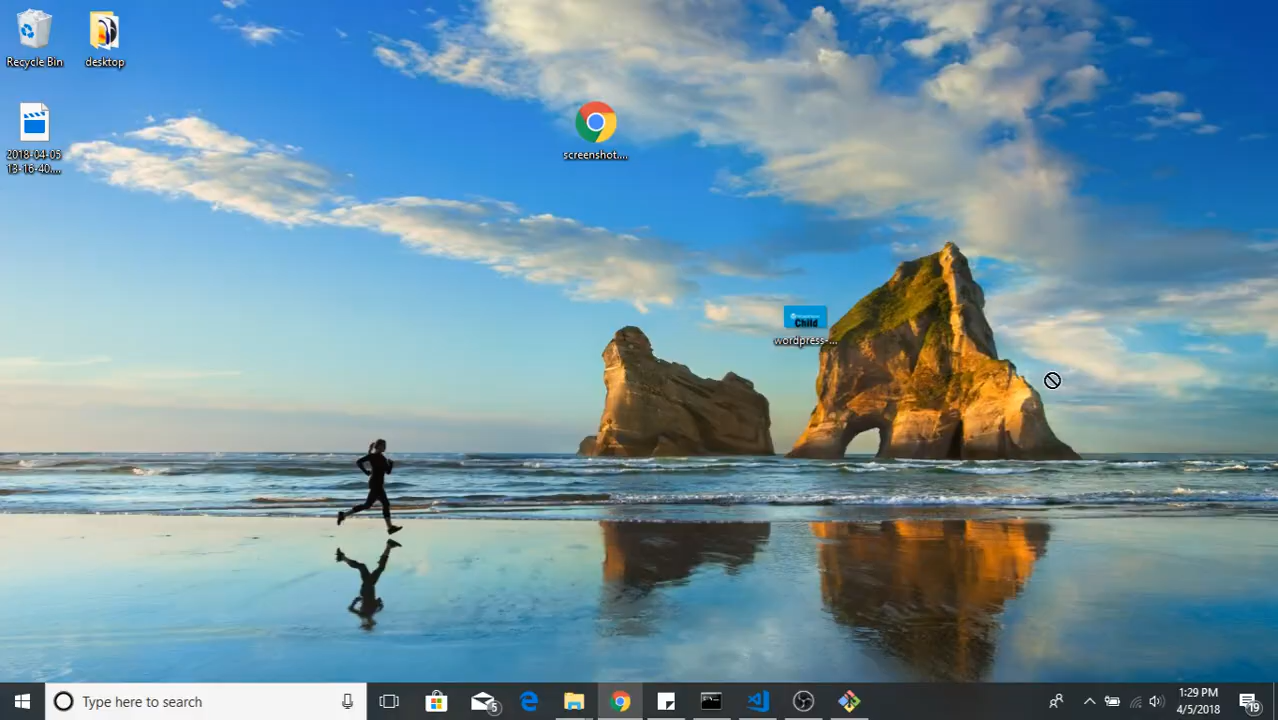 Recycle Bin
desktop
2018-04-05
13-16-40....
screenshot....
Child
wordpress-...
Type here to search
5
1:29 PM
4/5/2018
19